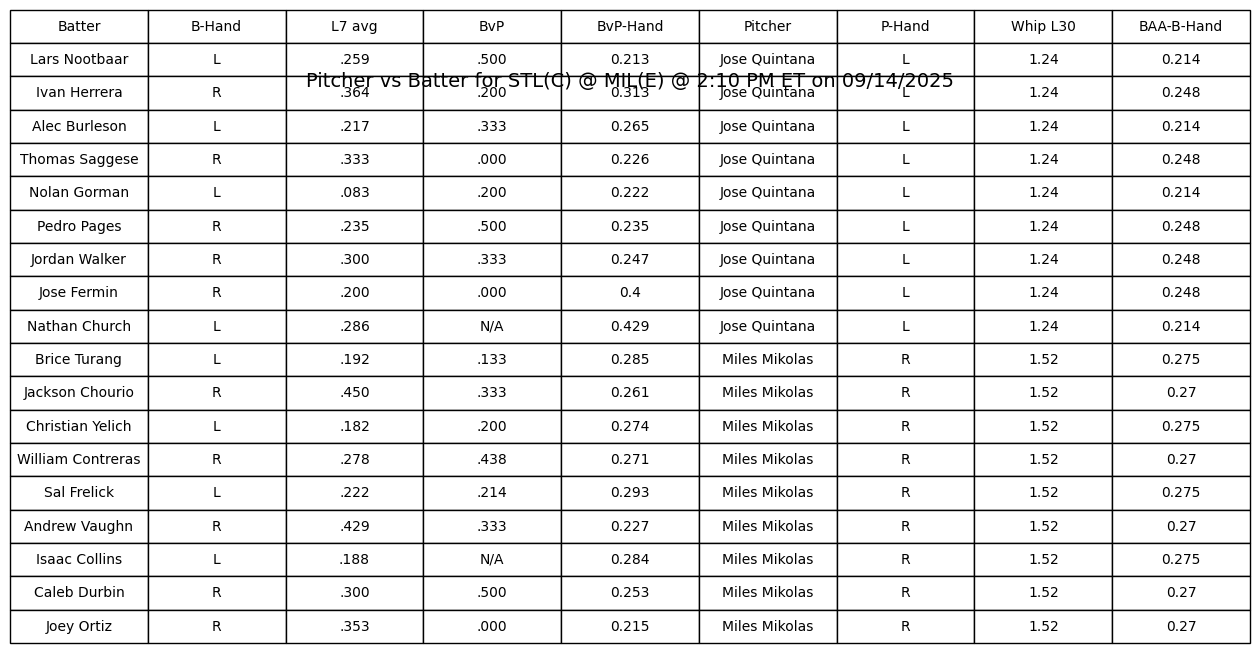 Batter B-Hand L7 avg BvP BvP-Hand Pitcher P-Hand Whip L30 BAA-B-Hand
Lars Nootbaar L .259 .500 0.213 Jose Quintana L 1.24 0.214
Pitcher vs Batter for STL(C) @ MIL(E) @ 2:10 PM ET on 09/14/2025
Ivan Herrera R .364 .200 0.313 Jose Quintana L 1.24 0.248
Alec Burleson L .217 .333 0.265 Jose Quintana L 1.24 0.214
Thomas Saggese R .333 .000 0.226 Jose Quintana L 1.24 0.248
Nolan Gorman L .083 .200 0.222 Jose Quintana L 1.24 0.214
Pedro Pages R .235 .500 0.235 Jose Quintana L 1.24 0.248
Jordan Walker R .300 .333 0.247 Jose Quintana L 1.24 0.248
Jose Fermin R .200 .000 0.4 Jose Quintana L 1.24 0.248
Nathan Church L .286 N/A 0.429 Jose Quintana L 1.24 0.214
Brice Turang L .192 .133 0.285 Miles Mikolas R 1.52 0.275
Jackson Chourio R .450 .333 0.261 Miles Mikolas R 1.52 0.27
Christian Yelich L .182 .200 0.274 Miles Mikolas R 1.52 0.275
William Contreras R .278 .438 0.271 Miles Mikolas R 1.52 0.27
Sal Frelick L .222 .214 0.293 Miles Mikolas R 1.52 0.275
Andrew Vaughn R .429 .333 0.227 Miles Mikolas R 1.52 0.27
Isaac Collins L .188 N/A 0.284 Miles Mikolas R 1.52 0.275
Caleb Durbin R .300 .500 0.253 Miles Mikolas R 1.52 0.27
Joey Ortiz R .353 .000 0.215 Miles Mikolas R 1.52 0.27